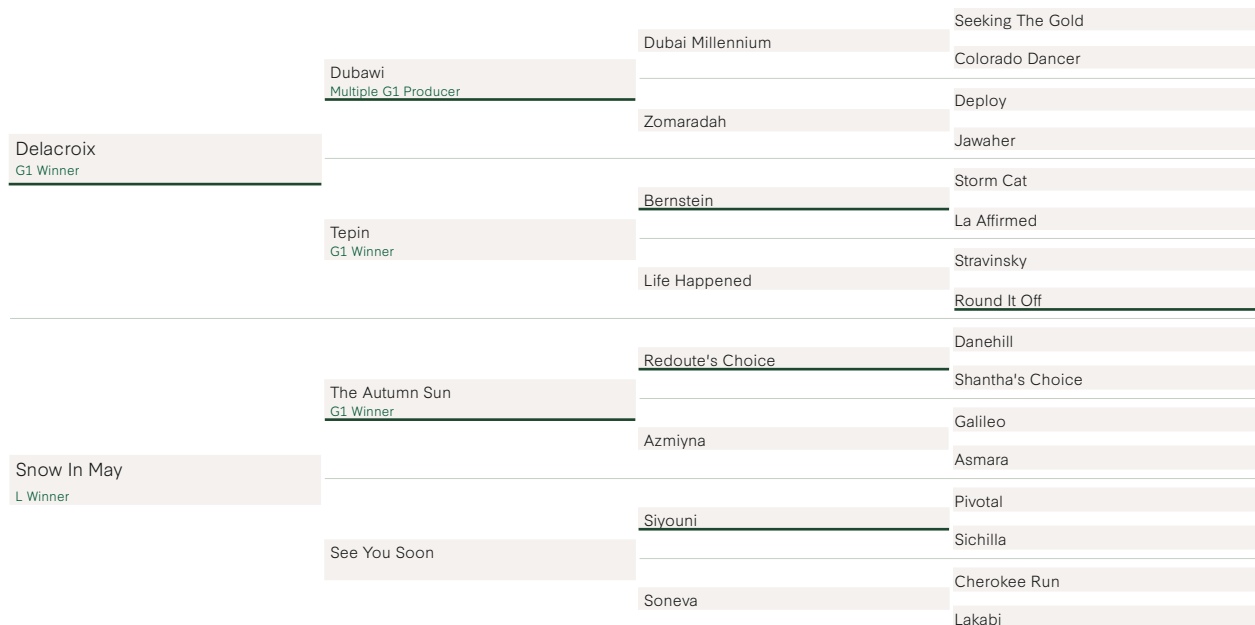 Delacroix
G1 Winner
Snow In May
L Winner
Dubawi
Multiple G1 Producer
Tepin
G1 Winner
The Autumn Sun
G1 Winner
See You Soon
Dubai Millennium
Zomaradah
Bernstein
Life Happened
Redoute's Choice
Azmiyna
Siyouni
Soneva
Seeking The Gold
Colorado Dancer
Deploy
Jawaher
Storm Cat
La Affirmed
Stravinsky
Round It Off
Danehill
Shantha's Choice
Galileo
Asmara
Pivotal
Sichilla
Cherokee Run
Lakabi